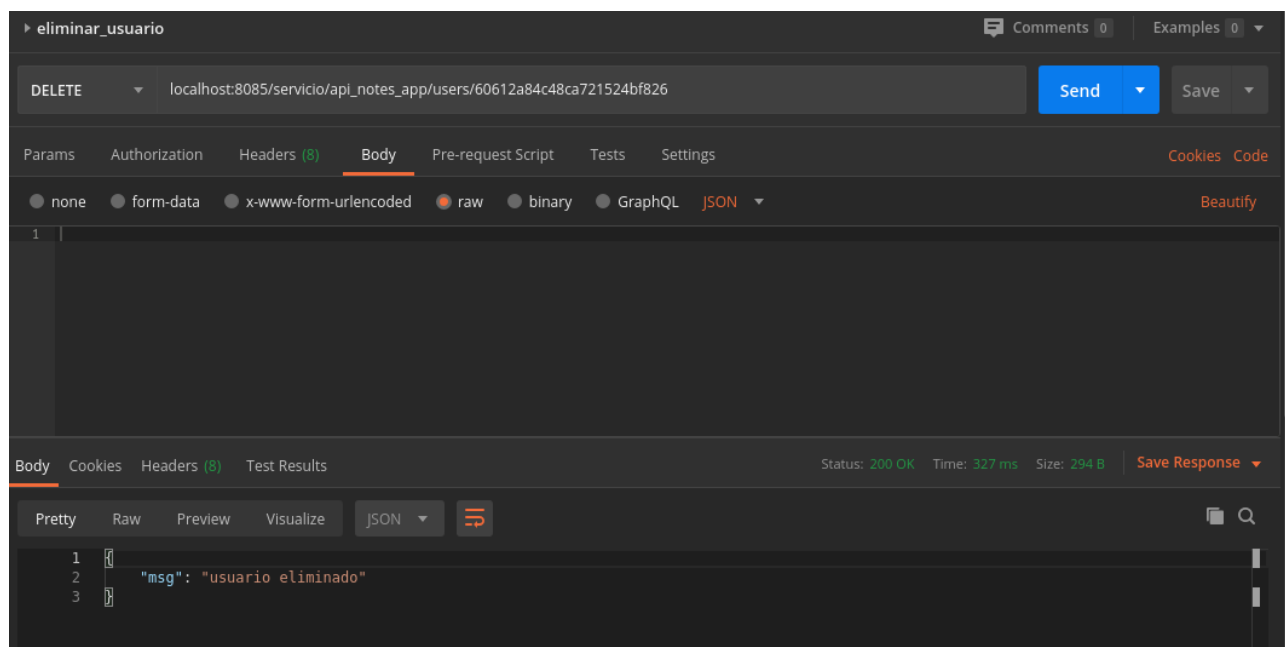 eliminar_usuario Comments 0 Examples 0
DELETE localhost:8085/servicio/api_notes_app/users/60612a84c48ca721524bf826 Send Save
Params Authorization Headers (8) Body Pre-request Script Tests Settings Cookies Code
none form-data x-www-form-urlencoded raw binary GraphQL JSON Beautify
1
Body Cookies Headers (8) Test Results Status: 200 OK Time: 327 ms Size: 294 B Save Response
Pretty Raw Preview Visualize JSON
1 {
2 "msg": "usuario eliminado"
3 }